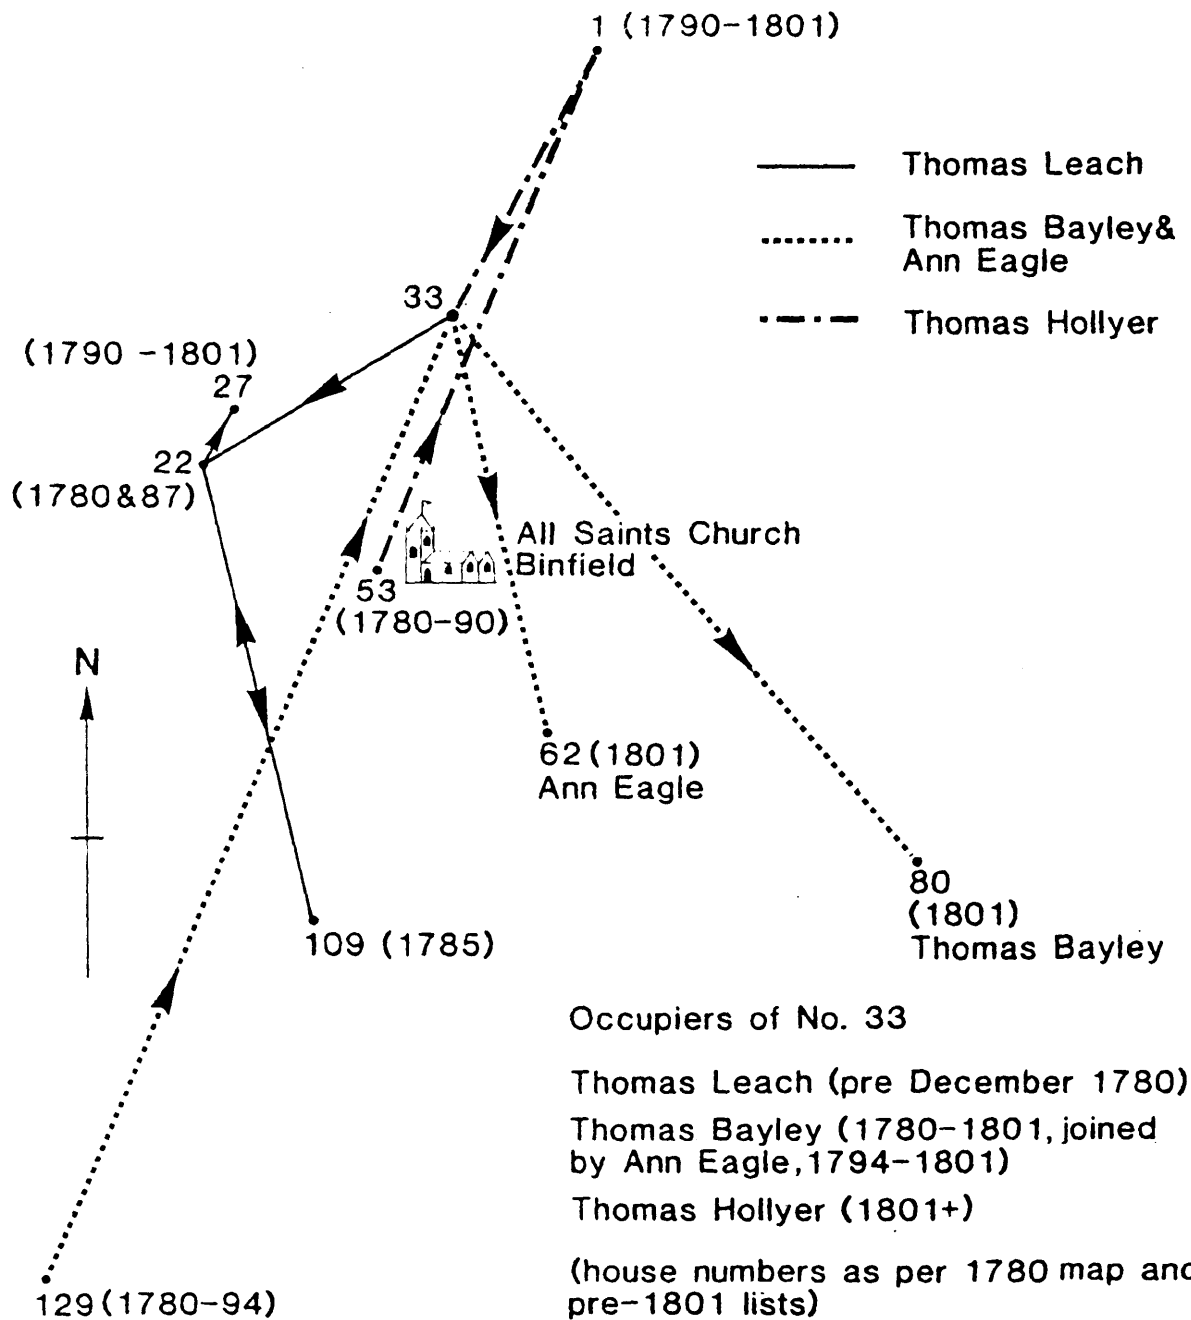 1 (1790-1801)
Thomas Leach
Thomas Bayley&
Ann Eagle
Thomas Hollyer
33
(1790 -1801)
27
22
(1780&87)
All Saints Church
Binfield
53
(1780-90)
N
62 (1801)
Ann Eagle
80
(1801)
Thomas Bayley
109 (1785)
129 (1780-94)
Occupiers of No. 33
Thomas Leach (pre December 1780)
Thomas Bayley (1780-1801, joined
by Ann Eagle, 1794-1801)
Thomas Hollyer (1801+)
(house numbers as per 1780 map and
pre-1801 lists)